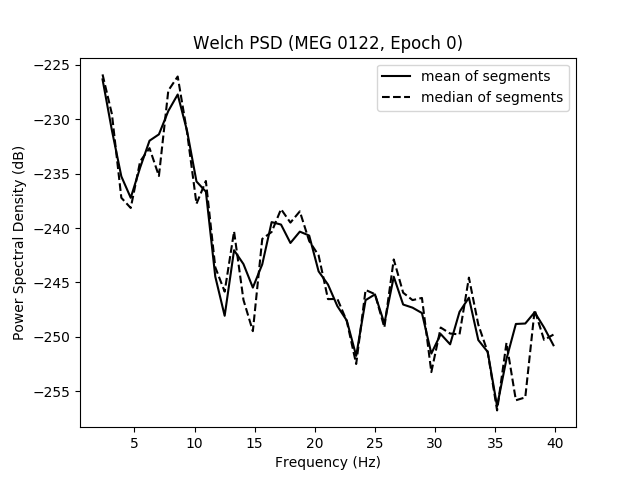 Welch PSD (MEG 0122, Epoch 0)
mean of segments
median of segments
Power Spectral Density (dB)
−225
−230
−235
−240
−245
−250
−255
5 10 15 20 25 30 35 40
Frequency (Hz)